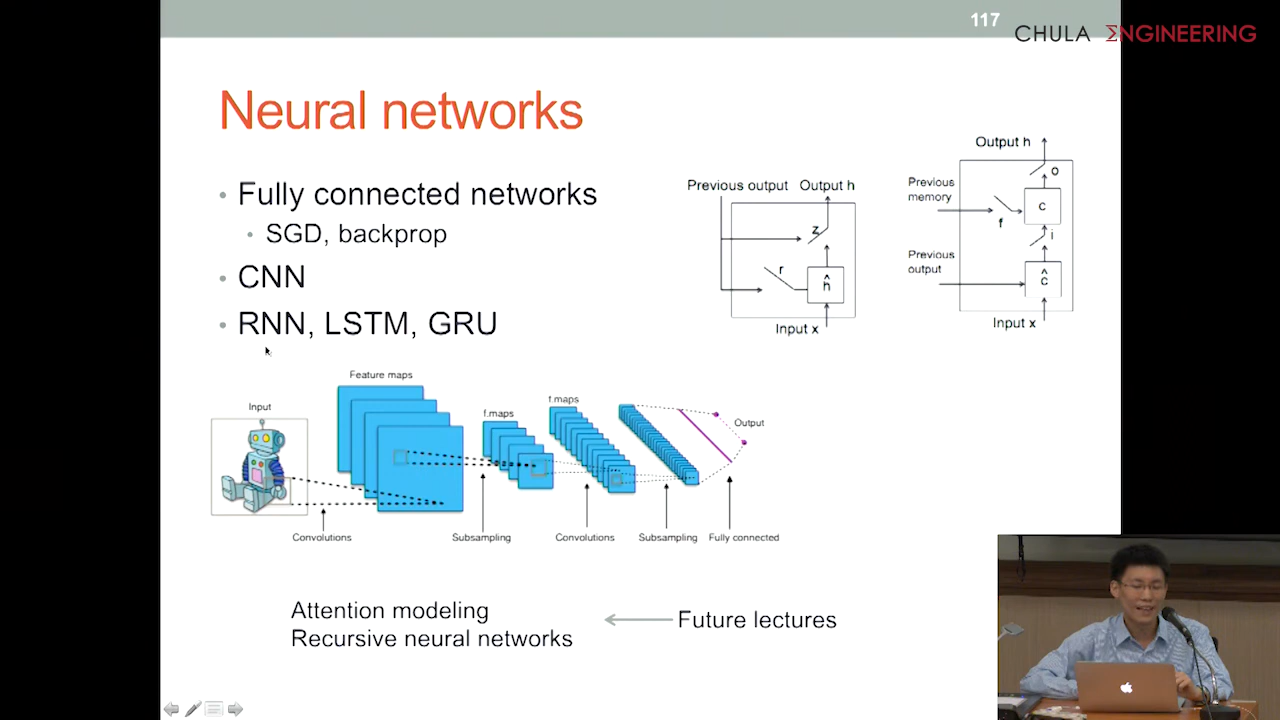 117
CHULA ΣNGINEERING
Neural networks
• Fully connected networks
• SGD, backprop
• CNN
• RNN, LSTM, GRU
Previous output Output h
z
r
ĥ
Input x
Output h
o
Previous
memory
c
f
i
Previous
output
ĉ
Input x
Feature maps
Input
f.maps
f.maps
Output
Convolutions
Subsampling
Convolutions
Subsampling
Fully connected
Attention modeling
Recursive neural networks
Future lectures